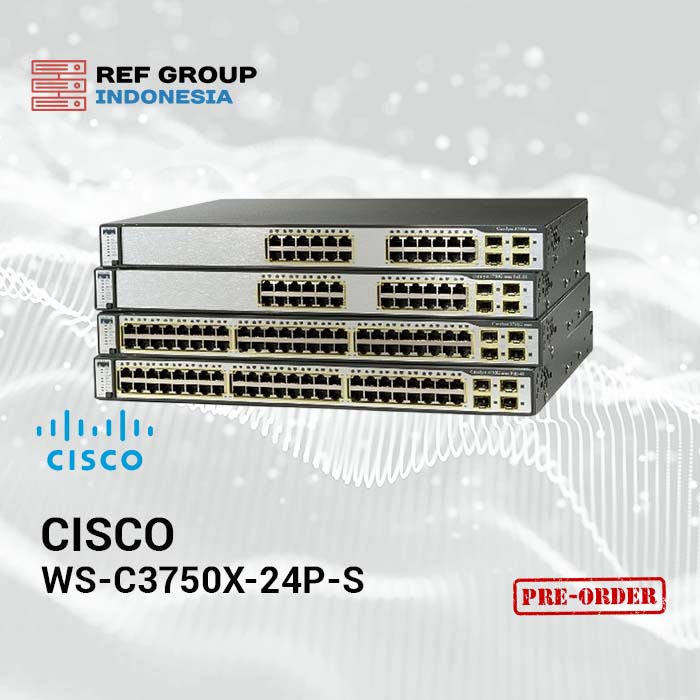 REF GROUP
INDONESIA
CISCO
CISCO
WS-C3750X-24P-S
PRE-ORDER